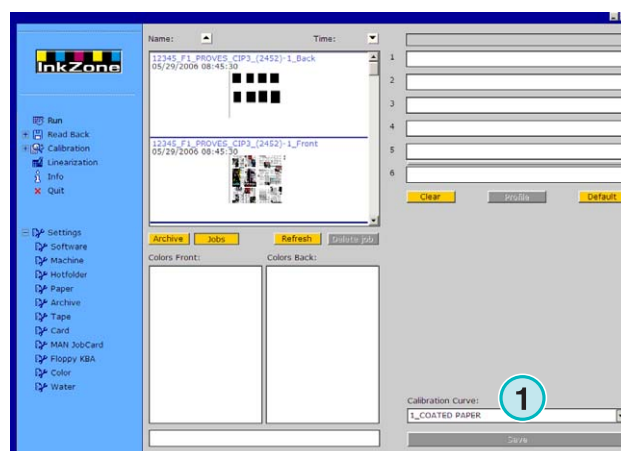 InkZone
Run
Read Back
Calibration
Linearization
Info
Quit
Settings
Software
Machine
Hotfolder
Paper
Archive
Tape
Card
MAN JobCard
Floppy KBA
Color
Water
Name:
Time:
12345_F1_PROVES_CIP3_(2452)-1_Back
05/29/2006 08:45:30
12345_F1_PROVES_CIP3_(2452)-1_Front
05/29/2006 08:45:30
Archive
Jobs
Refresh
Delete job
Colors Front:
Colors Back:
1
2
3
4
5
6
Clear
Profile
Default
Calibration Curve:
1
1_COATED PAPER
Save